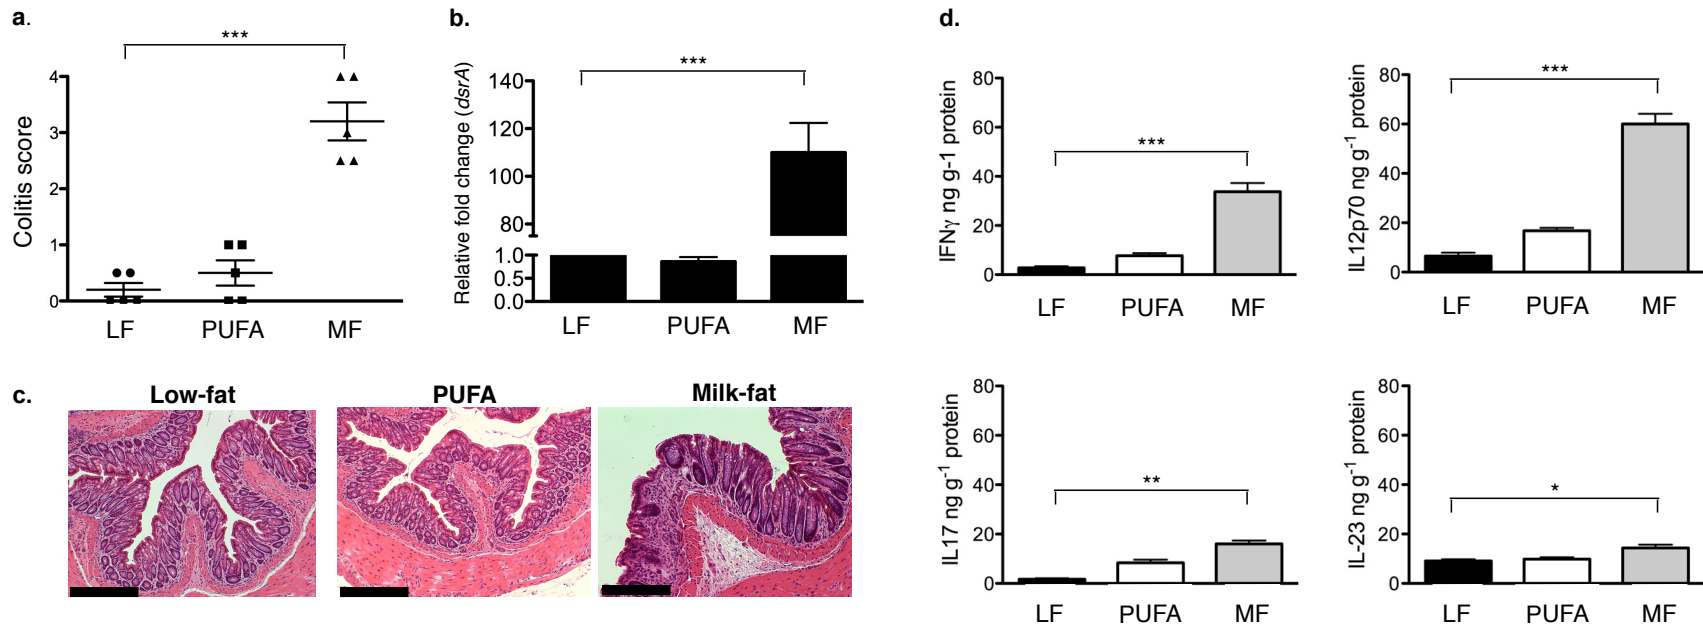 a.
***
Colitis score
4
3
2
1
0
LF PUFA MF
b.
***
Relative fold change (dsrA)
140
120
100
80
1.0
0.5
0.0
LF PUFA MF
c.
Low-fat PUFA Milk-fat
d.
***
IFNγ ng g-1 protein
80
60
40
20
0
LF PUFA MF
***
IL12p70 ng g⁻¹ protein
80
60
40
20
0
LF PUFA MF
**
IL17 ng g⁻¹ protein
80
60
40
20
0
LF PUFA MF
*
IL-23 ng g⁻¹ protein
80
60
40
20
0
LF PUFA MF